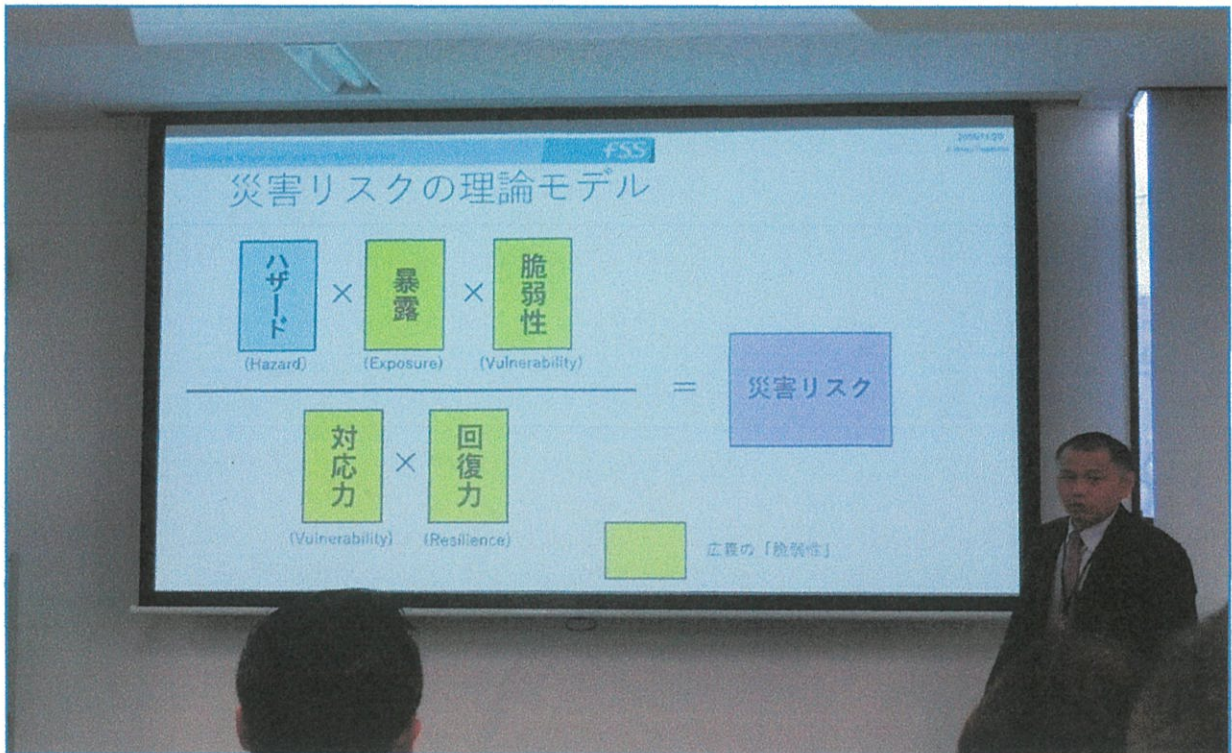 FSS
災害リスクの理論モデル
ハザード × 暴露 × 脆弱性
(Hazard) (Exposure) (Vulnerability)
= 災害リスク
対応力 × 回復力
(Vulnerability) (Resilience)
広義の「脆弱性」